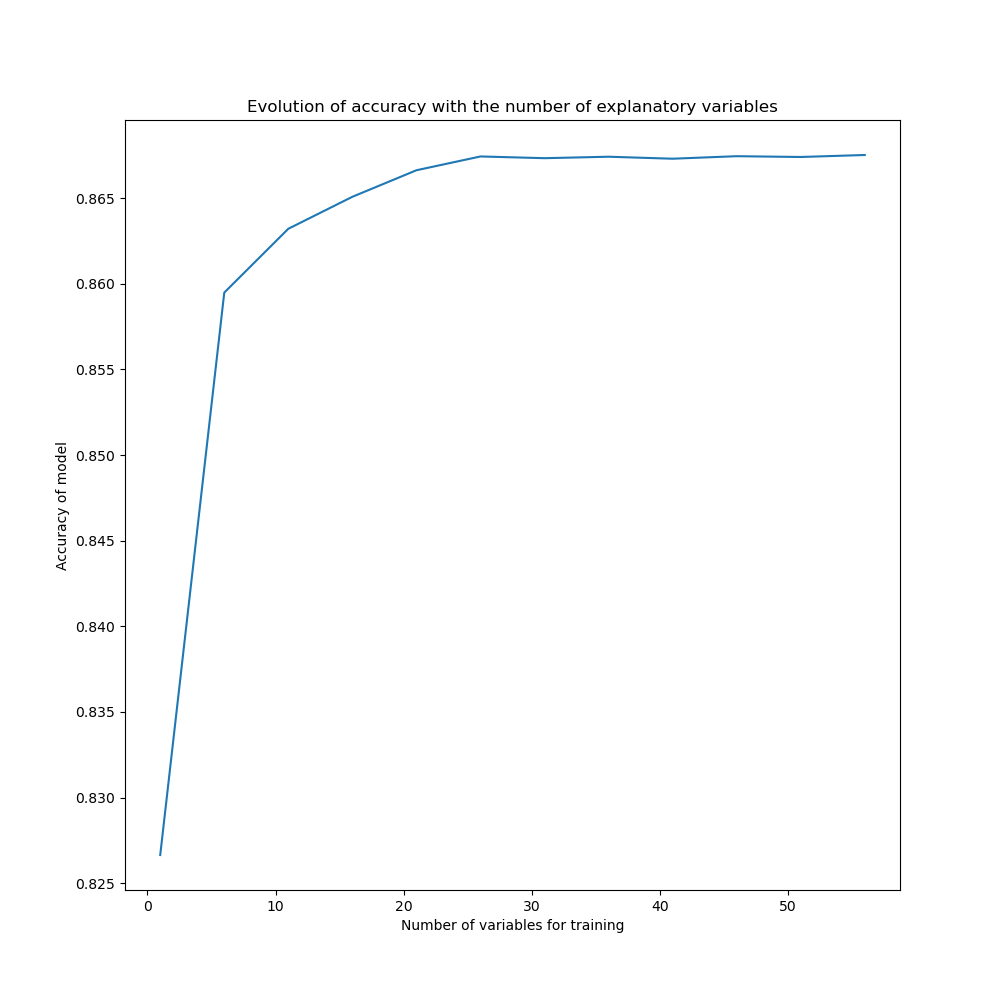 Evolution of accuracy with the number of explanatory variables
0.865
0.860
0.855
0.850
0.845
0.840
0.835
0.830
0.825
Accuracy of model
0 10 20 30 40 50
Number of variables for training